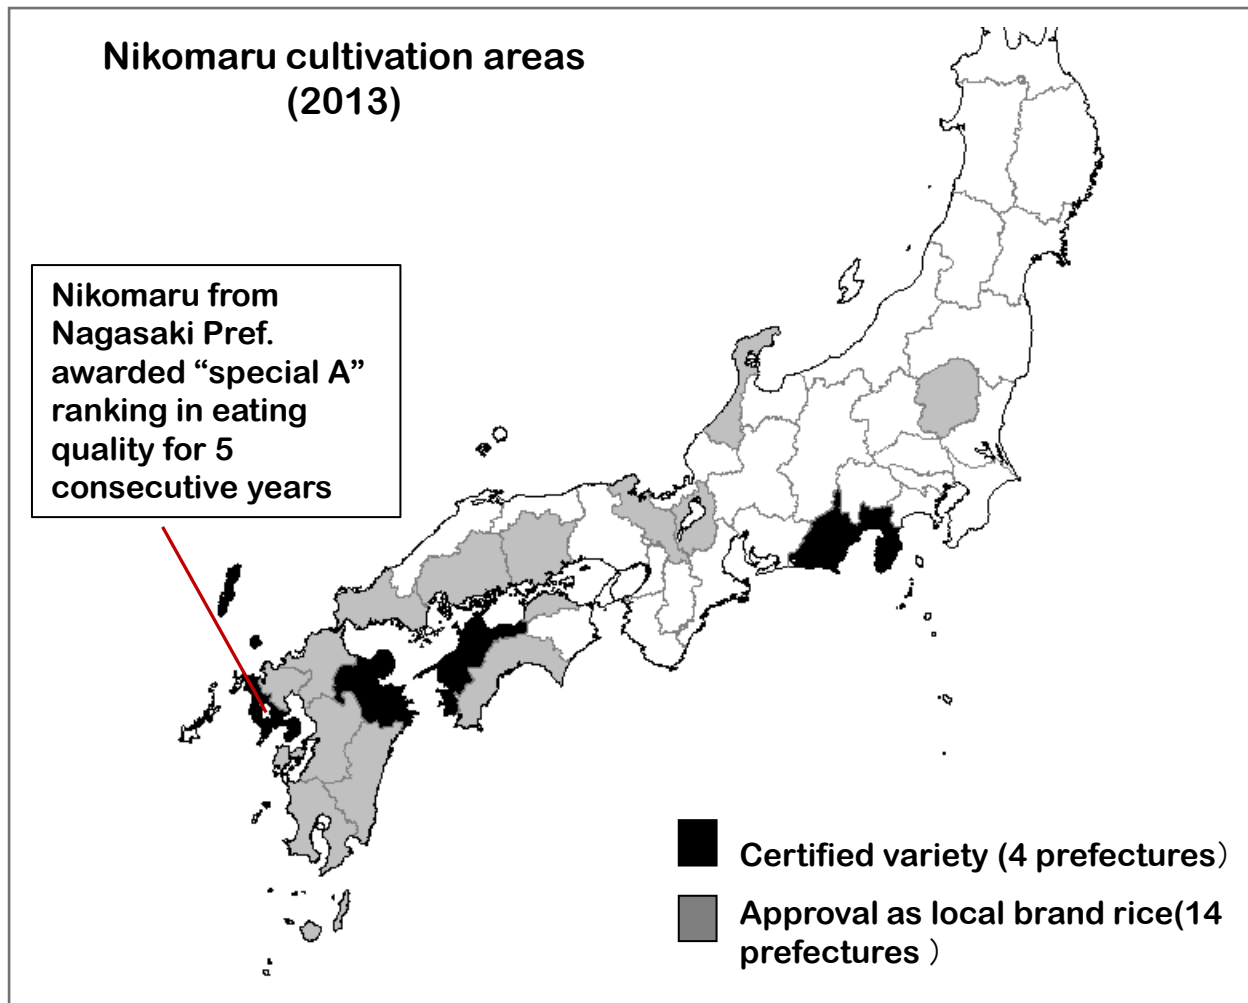 Nikomaru cultivation areas
(2013)
Nikomaru from
Nagasaki Pref.
awarded “special A”
ranking in eating
quality for 5
consecutive years
Certified variety (4 prefectures）
Approval as local brand rice(14
prefectures ）